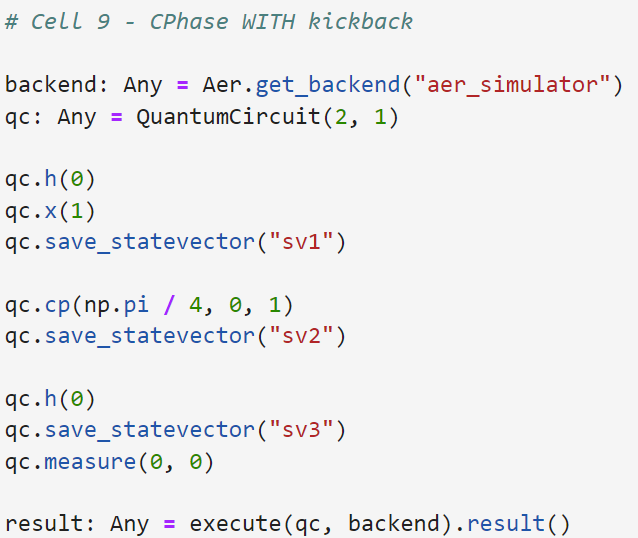 # Cell 9 - CPhase WITH kickback
backend: Any = Aer.get_backend("aer_simulator")
qc: Any = QuantumCircuit(2, 1)
qc.h(0)
qc.x(1)
qc.save_statevector("sv1")
qc.cp(np.pi / 4, 0, 1)
qc.save_statevector("sv2")
qc.h(0)
qc.save_statevector("sv3")
qc.measure(0, 0)
result: Any = execute(qc, backend).result()